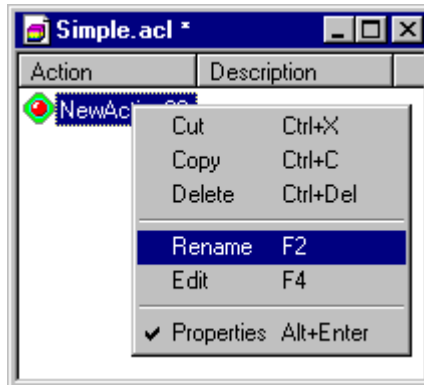 Simple.acl *
Action Description
Cut Ctrl+X
Copy Ctrl+C
Delete Ctrl+Del
Rename F2
Edit F4
Properties Alt+Enter